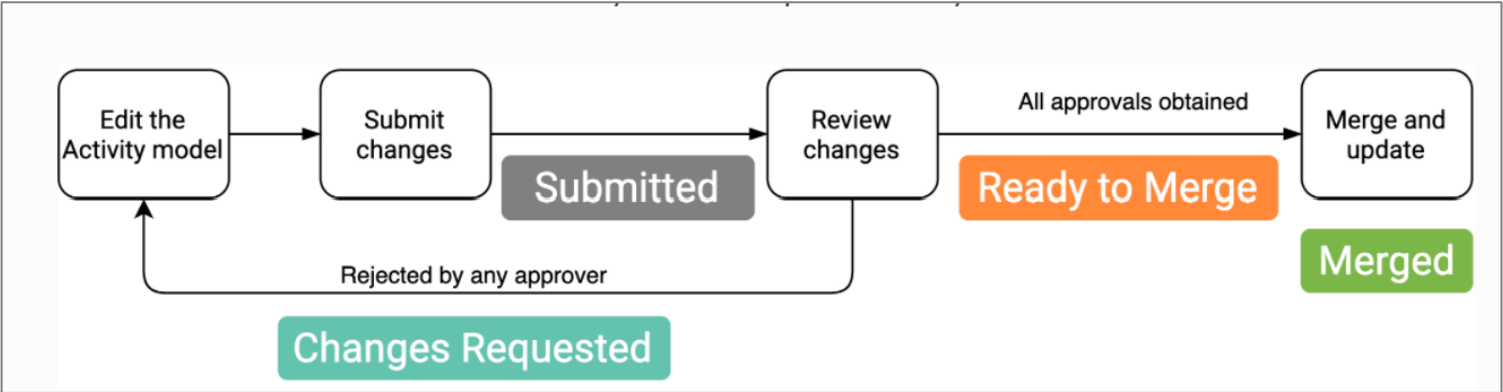 Edit the
Activity model
Submit
changes
Submitted
Review
changes
All approvals obtained
Ready to Merge
Merge and
update
Merged
Rejected by any approver
Changes Requested